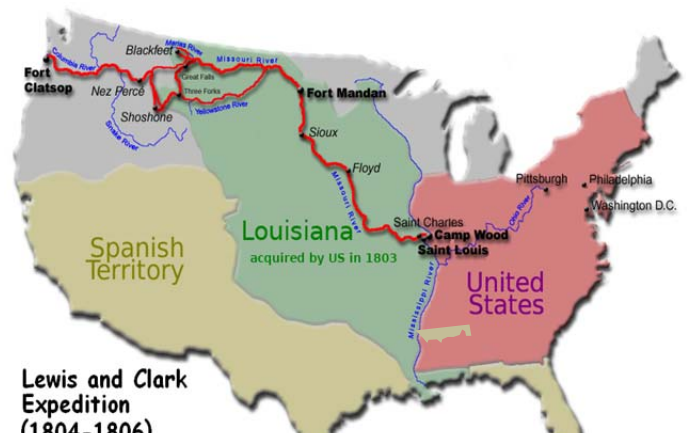 Blackfeet
Marias River
Missouri River
Columbia River
Great Falls
Fort
Clatsop
Nez Perce
Three Forks
Fort Mandan
Yellowstone River
Shoshone
Snake River
Sioux
Floyd
Missouri River
Pittsburgh
Philadelphia
Ohio River
Washington D.C.
Saint Charles
Camp Wood
Saint Louis
Louisiana
acquired by US in 1803
Spanish
Territory
Mississippi River
United
States
Lewis and Clark
Expedition
(1804-1806)